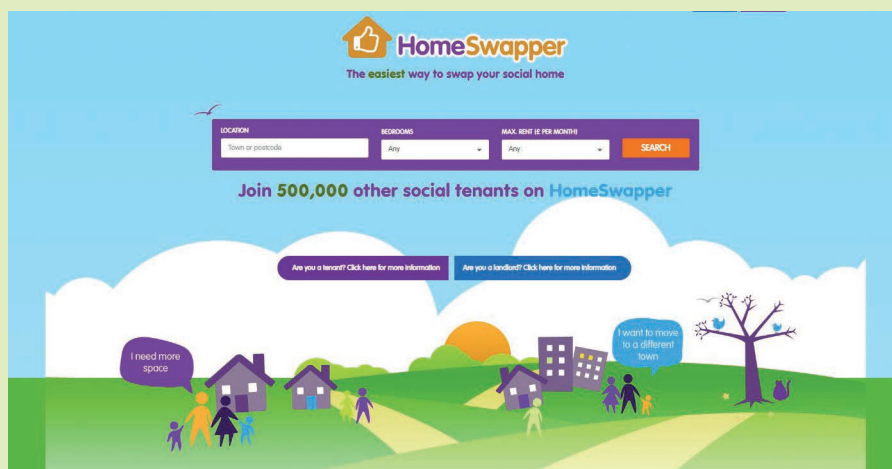 HomeSwapper
The easiest way to swap your social home
LOCATION BEDROOMS MAX. RENT (£ PER MONTH)
Town or postcode Any Any SEARCH
Join 500,000 other social tenants on HomeSwapper
Are you a tenant? Click here for more information Are you a landlord? Click here for more information
I need more
space
I want to move
to a different
town